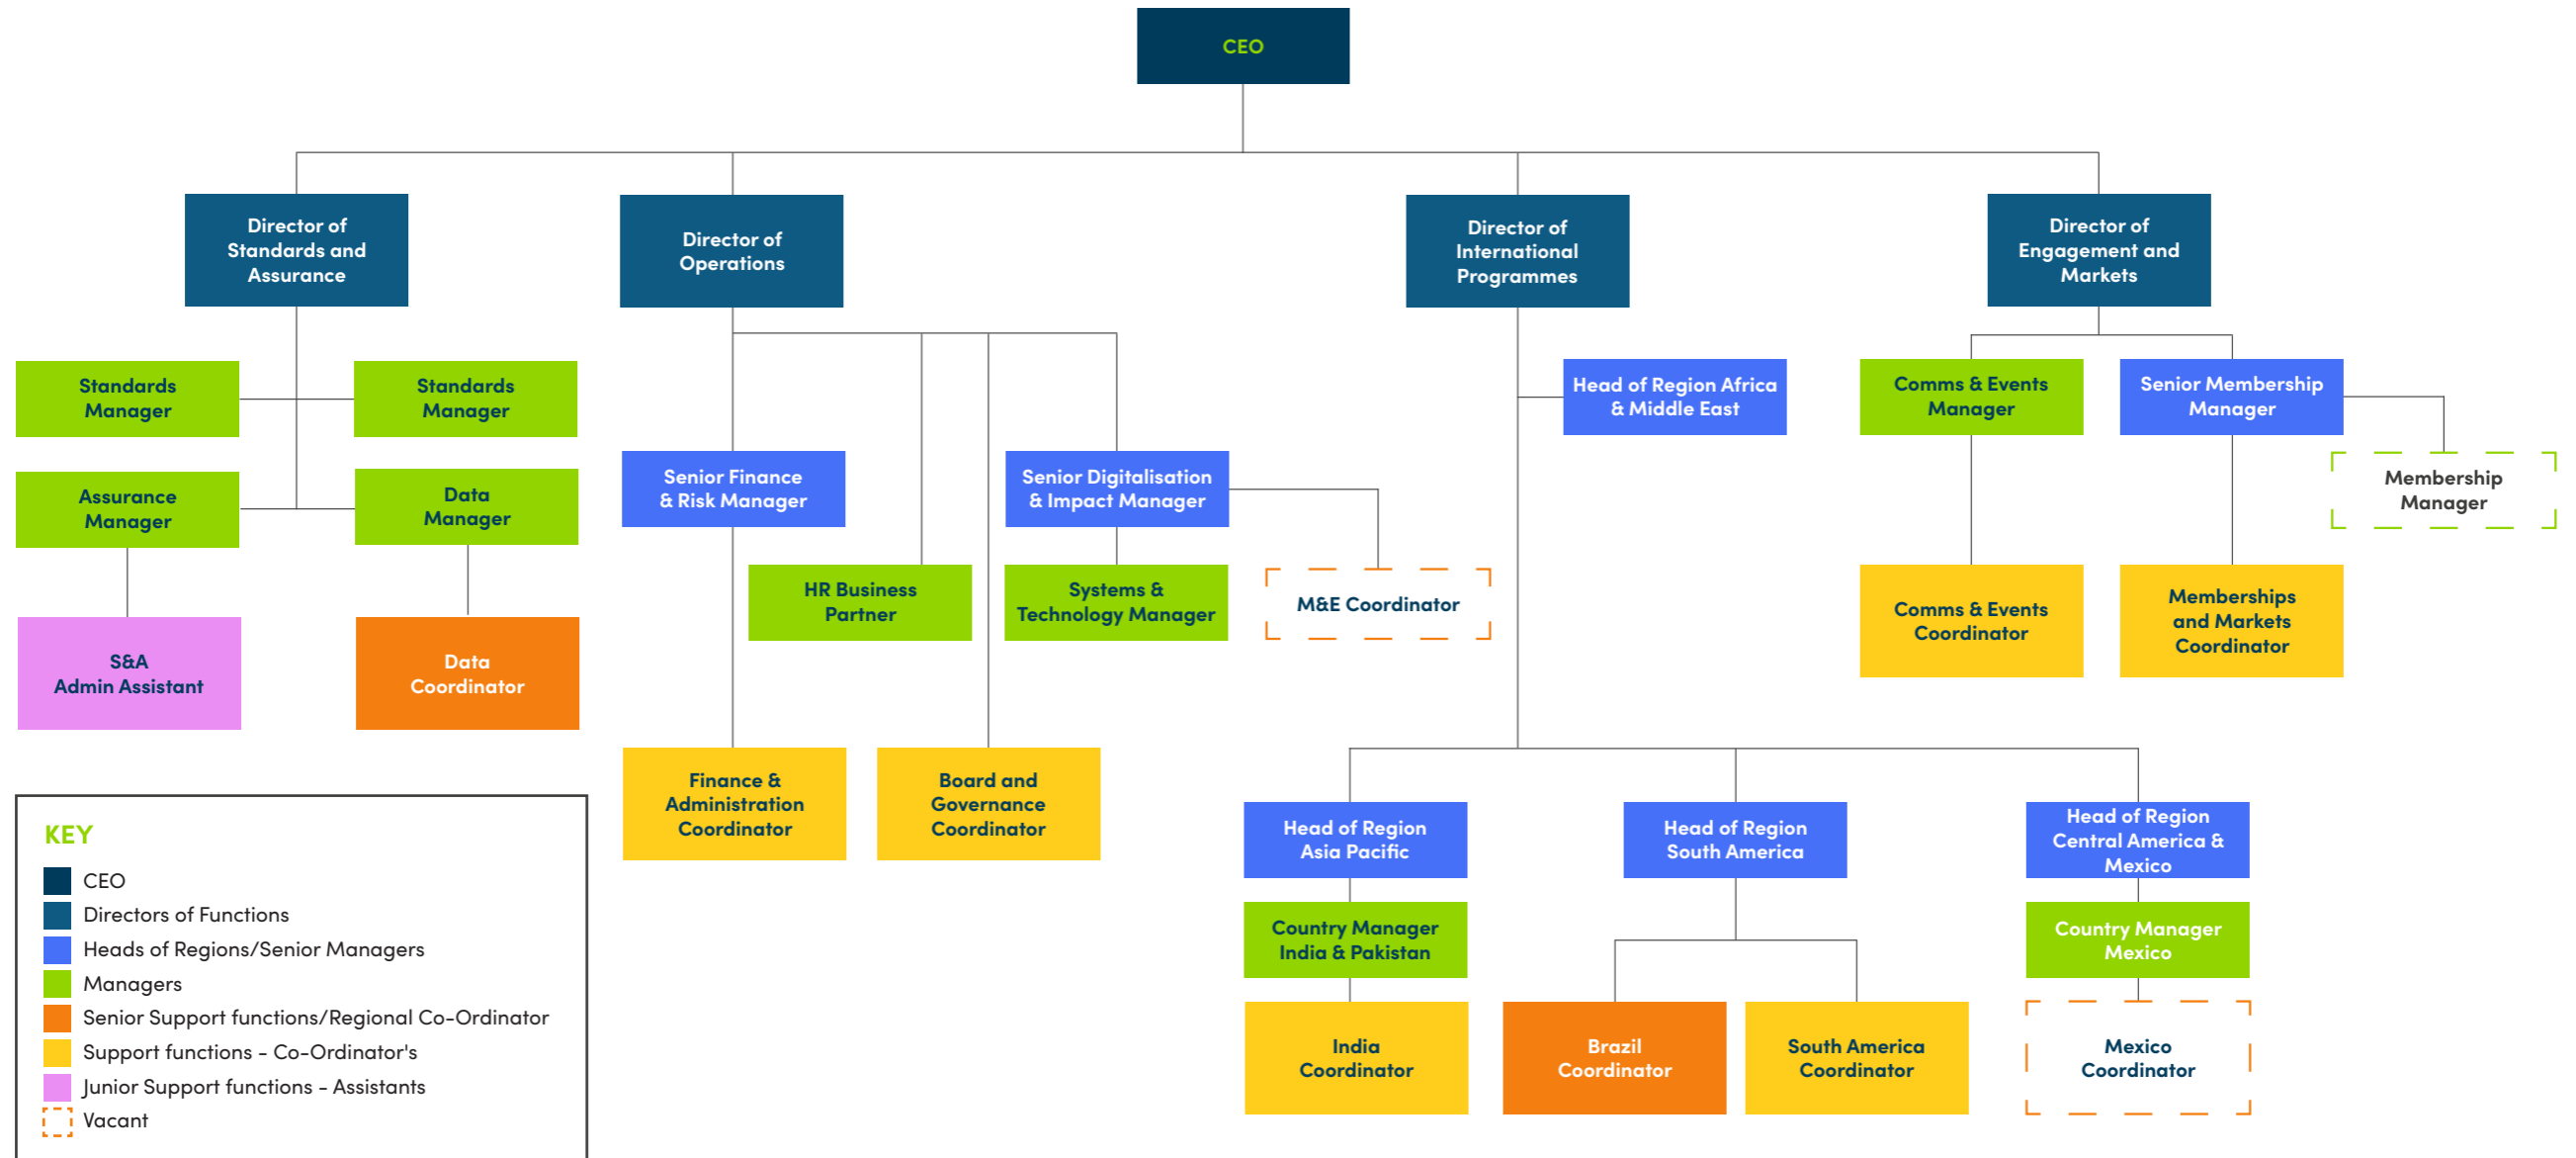 CEO
Director of
Standards and
Assurance
Director of
Operations
Director of
International
Programmes
Director of
Engagement and
Markets
Standards
Manager
Standards
Manager
Head of Region Africa
& Middle East
Comms & Events
Manager
Senior Membership
Manager
Assurance
Manager
Data
Manager
Senior Finance
& Risk Manager
Senior Digitalisation
& Impact Manager
Membership
Manager
HR Business
Partner
Systems &
Technology Manager
M&E Coordinator
Comms & Events
Coordinator
Memberships
and Markets
Coordinator
S&A
Admin Assistant
Data
Coordinator
Finance &
Administration
Coordinator
Board and
Governance
Coordinator
Head of Region
Asia Pacific
Head of Region
South America
Head of Region
Central America &
Mexico
Country Manager
India & Pakistan
Country Manager
Mexico
India
Coordinator
Brazil
Coordinator
South America
Coordinator
Mexico
Coordinator
KEY
CEO
Directors of Functions
Heads of Regions/Senior Managers
Managers
Senior Support functions/Regional Co-Ordinator
Support functions - Co-Ordinator's
Junior Support functions - Assistants
Vacant